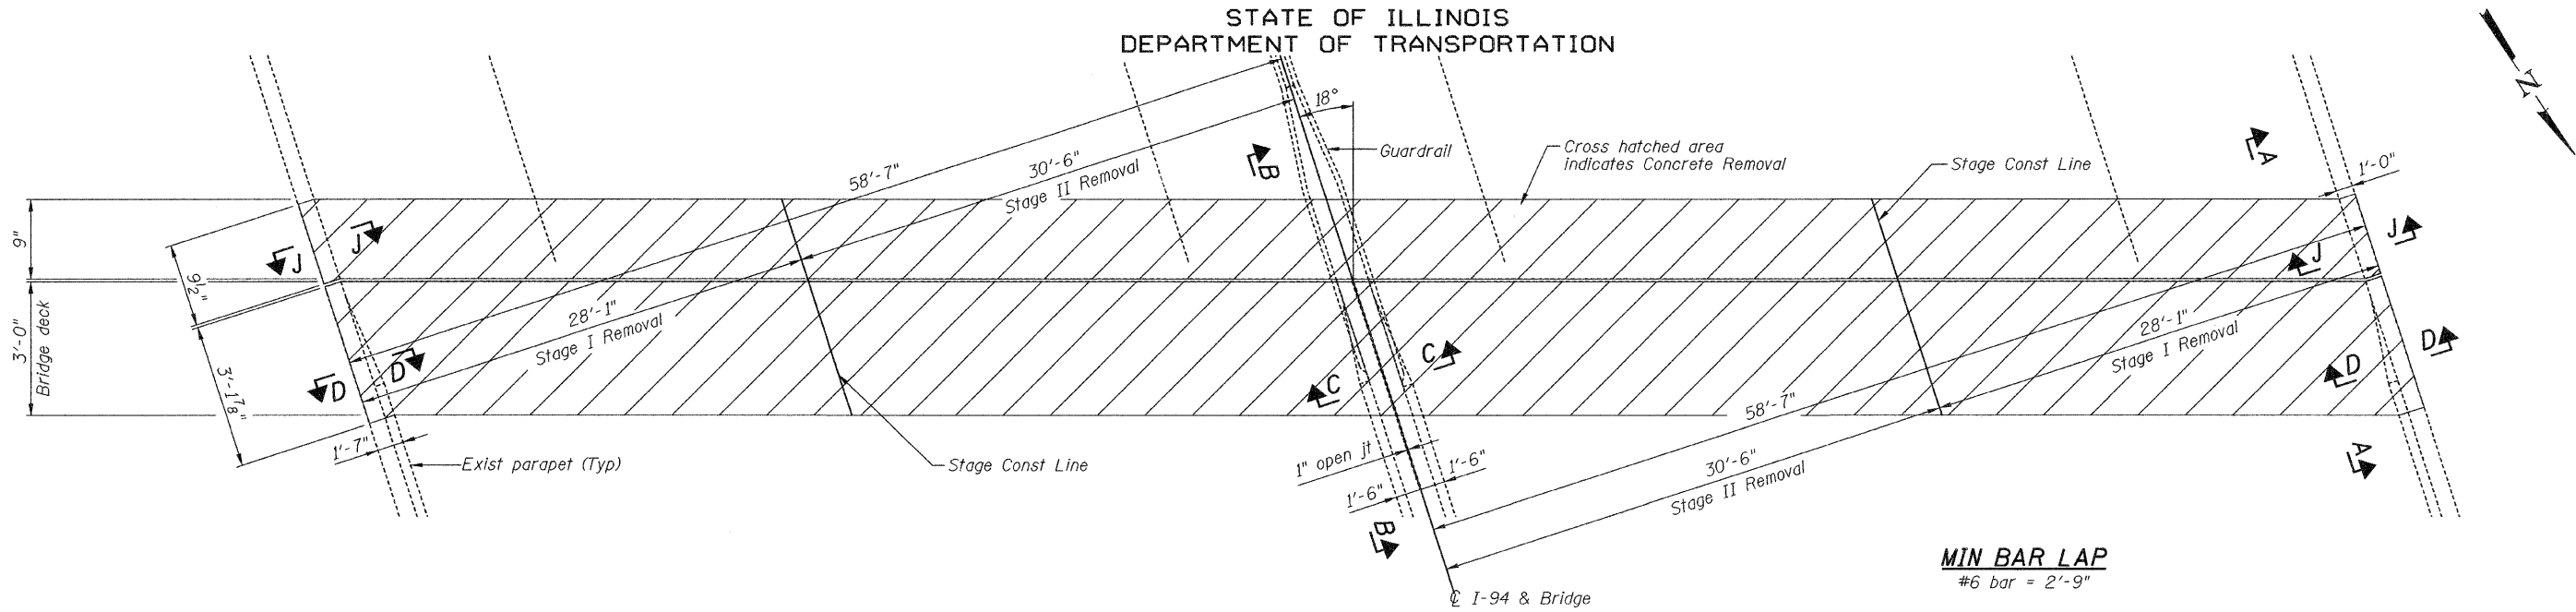 STATE OF ILLINOIS
DEPARTMENT OF TRANSPORTATION
N
18°
Guardrail
Cross hatched area
indicates Concrete Removal
Stage Const Line
A
1'-0"
B
58'-7"
30'-6"
Stage II Removal
9"
J
J
J
J
9½"
3'-0"
Bridge deck
28'-1"
Stage I Removal
28'-1"
Stage I Removal
3'-1⅞"
D
D
C
C
D
D
1'-7"
Exist parapet (Typ)
Stage Const Line
1" open jt
1'-6"
1'-6"
58'-7"
30'-6"
Stage II Removal
A
B
MIN BAR LAP
#6 bar = 2'-9"
℄ I-94 & Bridge